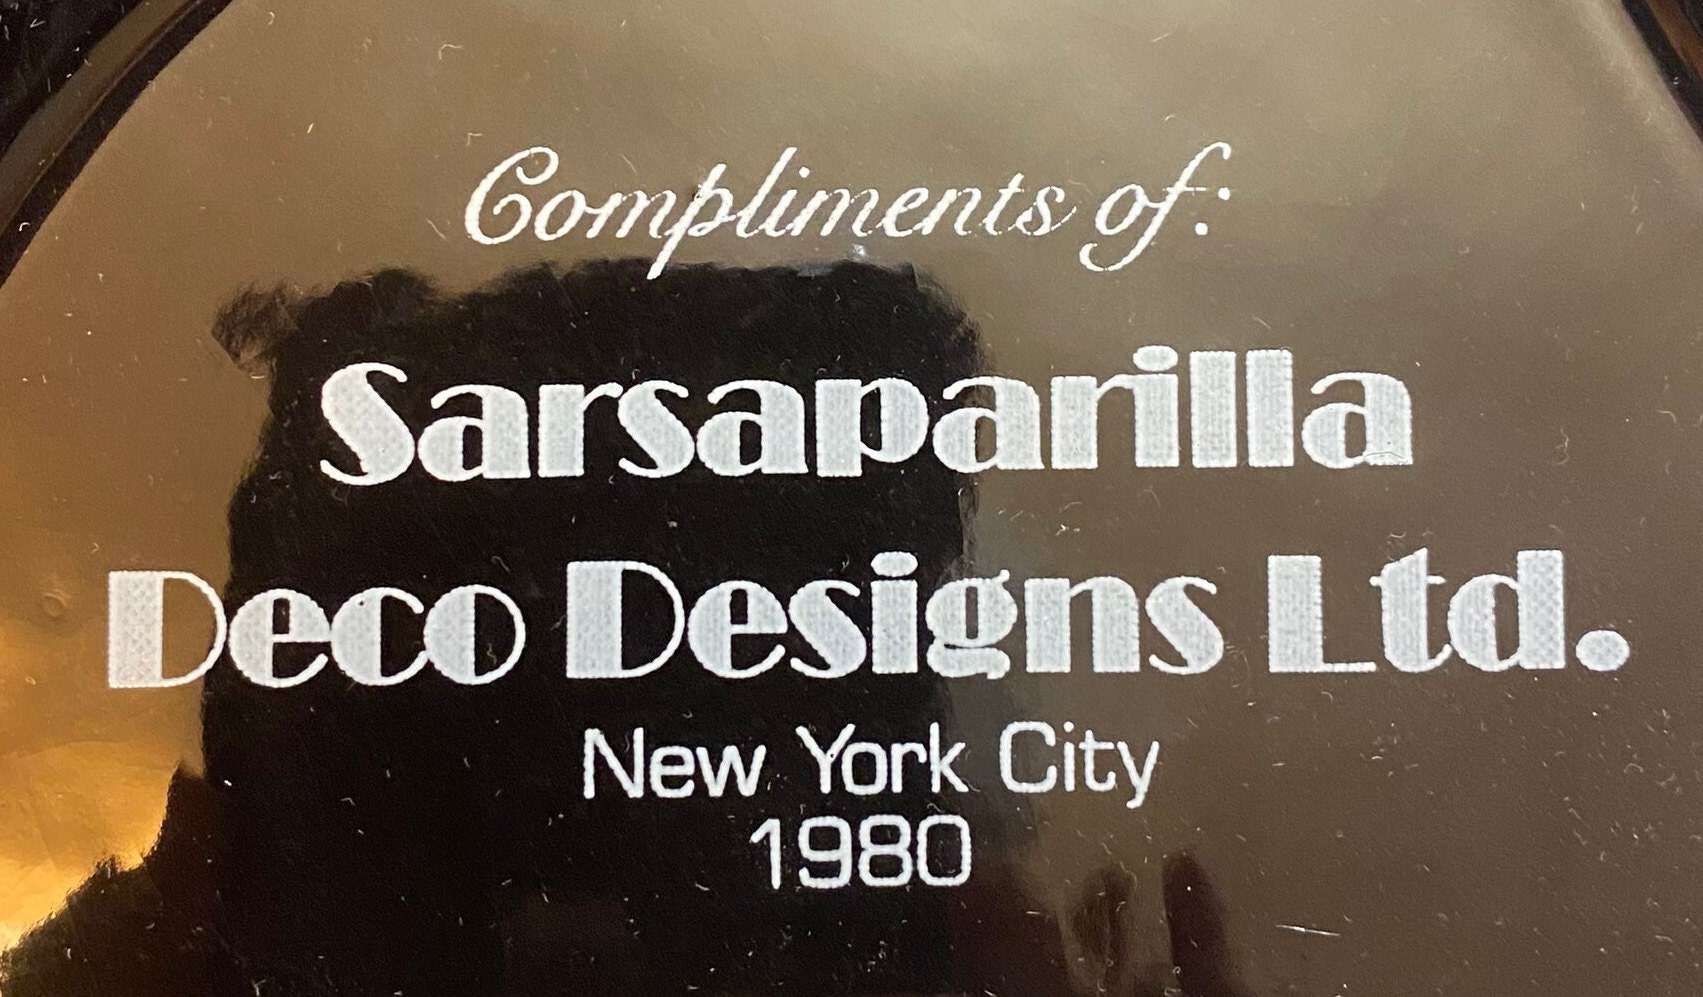 Compliments of:
Sarsaparilla
Deco Designs Ltd.
New York City
1980